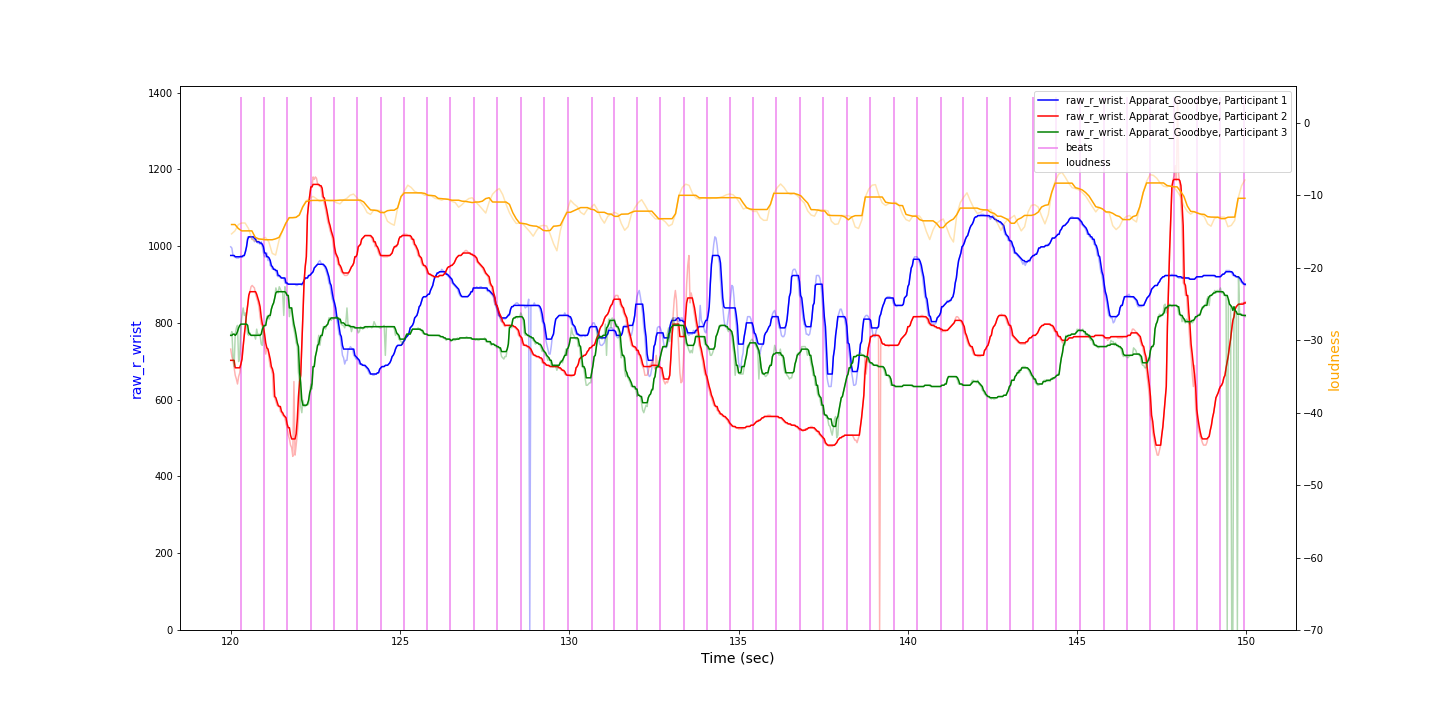 1400
1200
1000
800
600
400
200
0
raw_r_wrist
raw_r_wrist. Apparat_Goodbye, Participant 1
raw_r_wrist. Apparat_Goodbye, Participant 2
raw_r_wrist. Apparat_Goodbye, Participant 3
beats
loudness
0
−10
−20
−30
−40
−50
−60
−70
loudness
120 125 130 135 140 145 150
Time (sec)